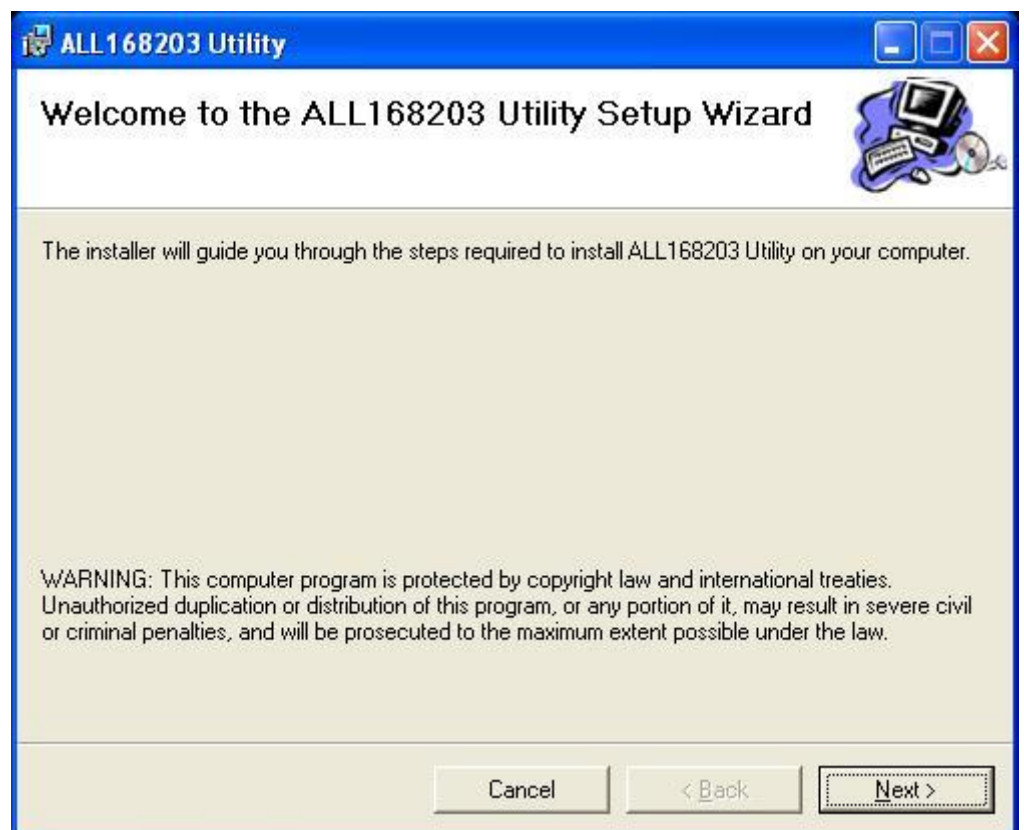 ALL168203 Utility
Welcome to the ALL168203 Utility Setup Wizard
The installer will guide you through the steps required to install ALL168203 Utility on your computer.
WARNING: This computer program is protected by copyright law and international treaties.
Unauthorized duplication or distribution of this program, or any portion of it, may result in severe civil
or criminal penalties, and will be prosecuted to the maximum extent possible under the law.
Cancel
< Back
Next >